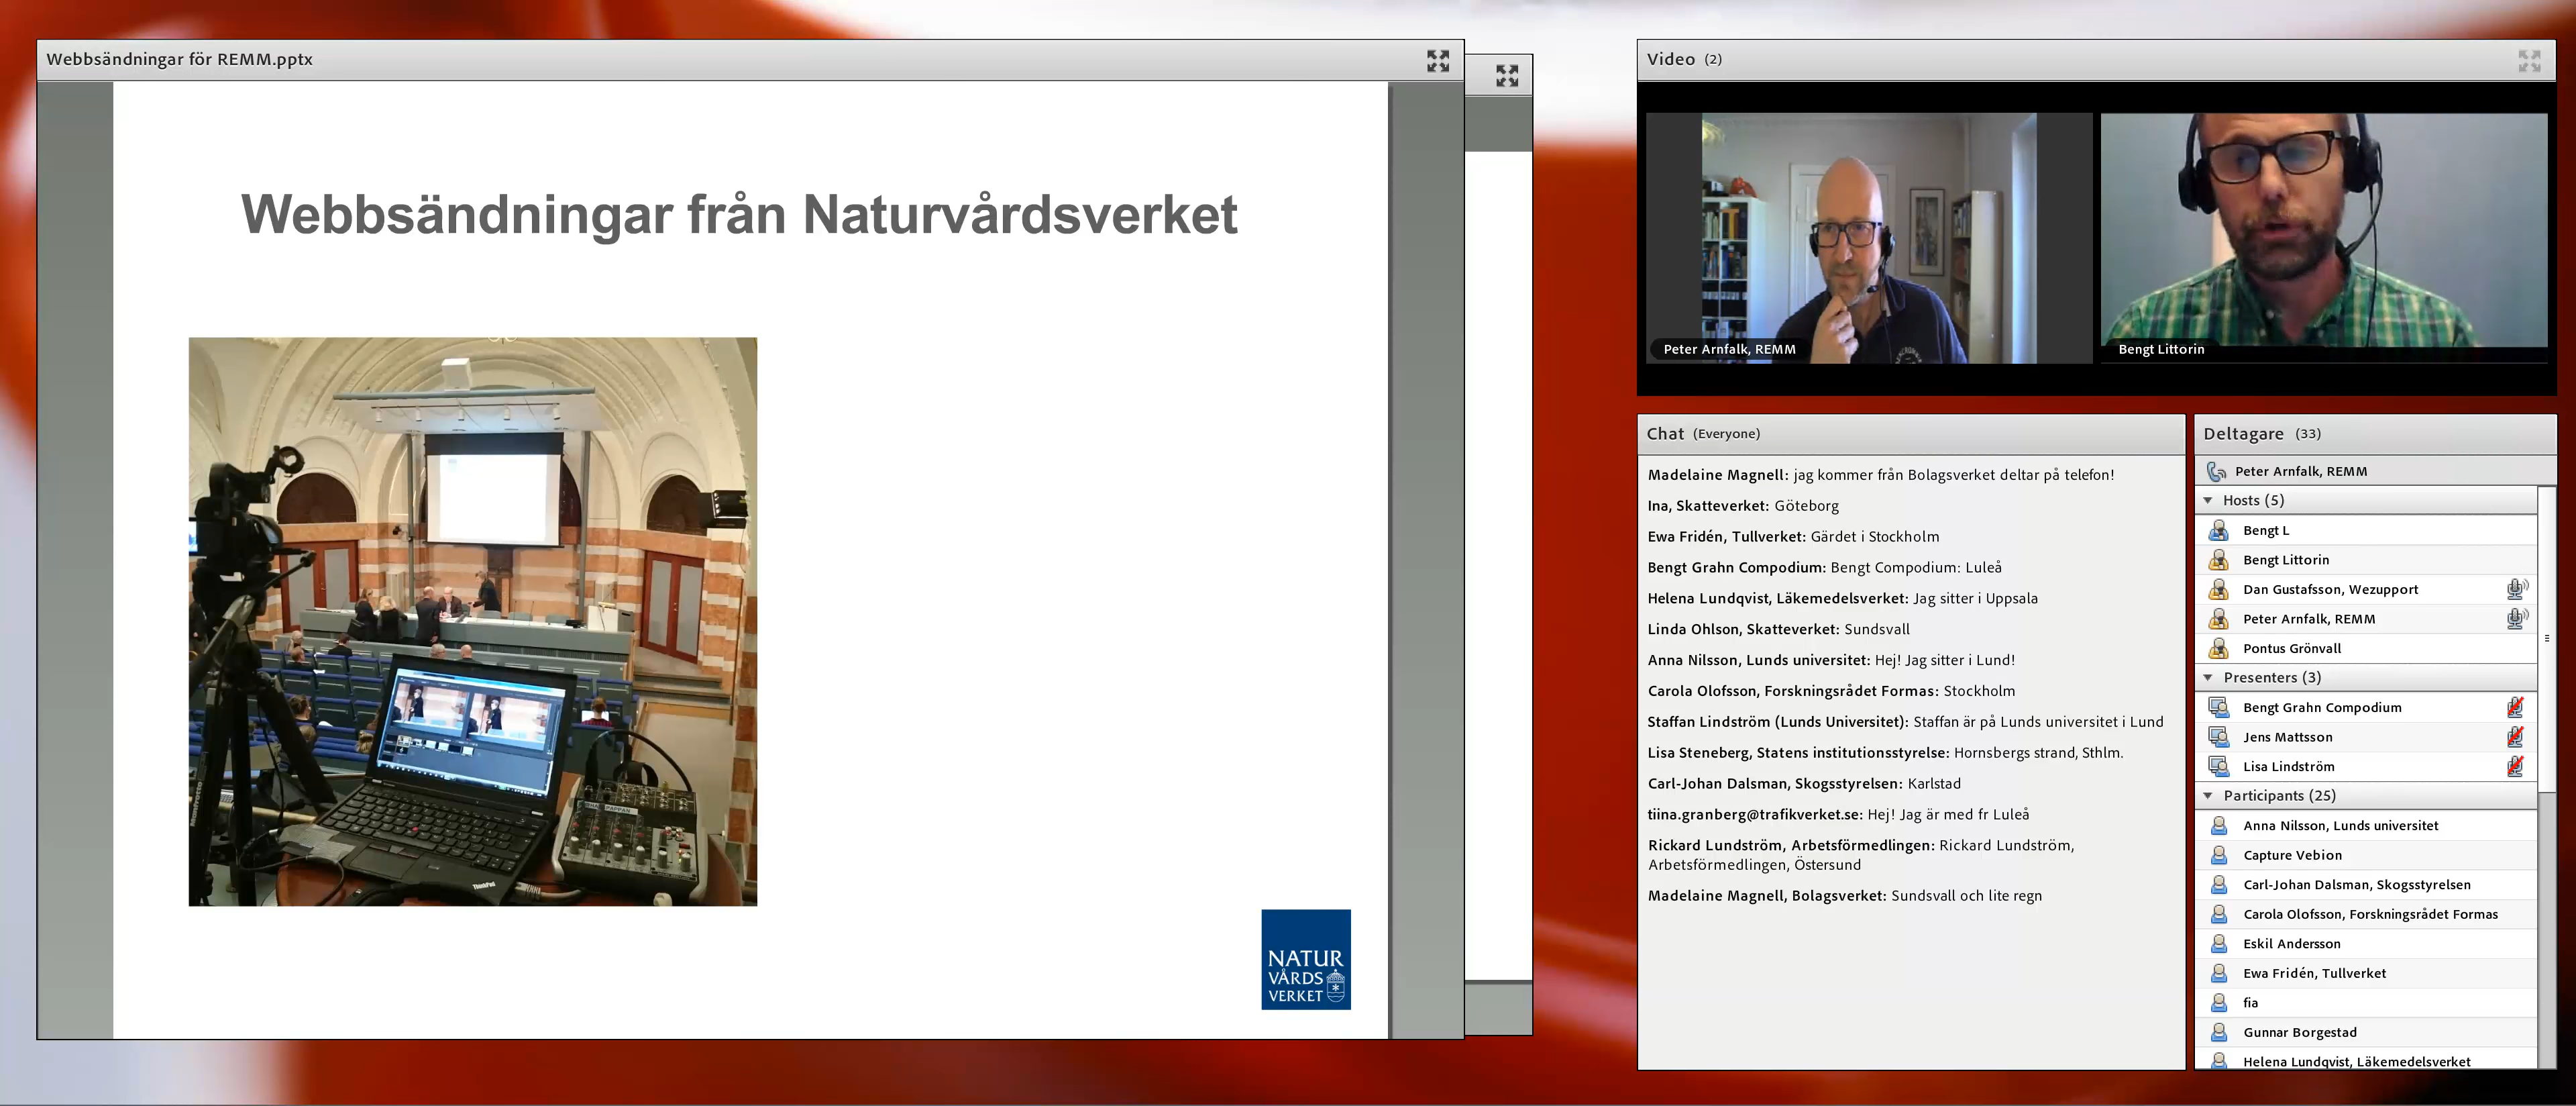 Webbsändningar för REMM.pptx
Webbsändningar från Naturvårdsverket
ThinkPad
NATUR
VÅRDS
VERKET
Video (2)
Peter Arnfalk, REMM
Bengt Littorin
Chat (Everyone)
Madelaine Magnell: jag kommer från Bolagsverket deltar på telefon!
Ina, Skatteverket: Göteborg
Ewa Fridén, Tullverket: Gärdet i Stockholm
Bengt Grahn Compodium: Bengt Compodium: Luleå
Helena Lundqvist, Läkemedelsverket: Jag sitter i Uppsala
Linda Ohlson, Skatteverket: Sundsvall
Anna Nilsson, Lunds universitet: Hej! Jag sitter i Lund!
Carola Olofsson, Forskningsrådet Formas: Stockholm
Staffan Lindström (Lunds Universitet): Staffan är på Lunds universitet i Lund
Lisa Steneberg, Statens institutionsstyrelse: Hornsbergs strand, Sthlm.
Carl-Johan Dalsman, Skogsstyrelsen: Karlstad
tiina.granberg@trafikverket.se: Hej! Jag är med fr Luleå
Rickard Lundström, Arbetsförmedlingen: Rickard Lundström,
Arbetsförmedlingen, Östersund
Madelaine Magnell, Bolagsverket: Sundsvall och lite regn
Deltagare (33)
Peter Arnfalk, REMM
Hosts (5)
Bengt L
Bengt Littorin
Dan Gustafsson, Wezupport
Peter Arnfalk, REMM
Pontus Grönvall
Presenters (3)
Bengt Grahn Compodium
Jens Mattsson
Lisa Lindström
Participants (25)
Anna Nilsson, Lunds universitet
Capture Vebion
Carl-Johan Dalsman, Skogsstyrelsen
Carola Olofsson, Forskningsrådet Formas
Eskil Andersson
Ewa Fridén, Tullverket
fia
Gunnar Borgestad
Helena Lundqvist, Läkemedelsverket